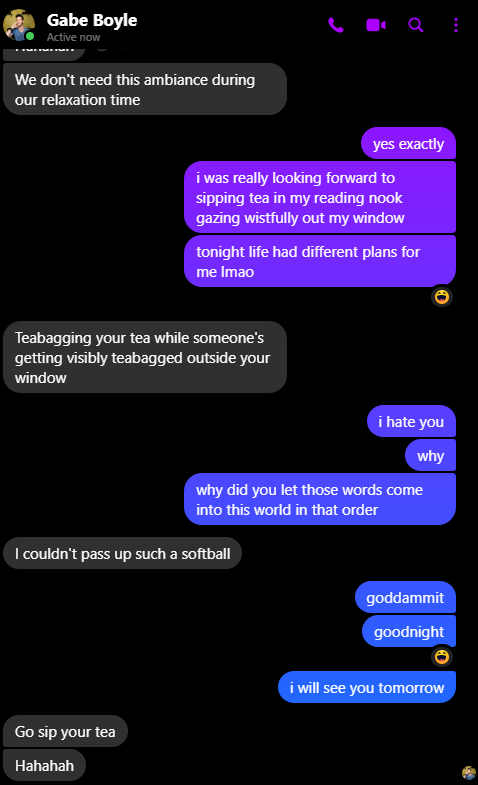 Gabe Boyle
Active now
Hahahah
We don't need this ambiance during
our relaxation time
yes exactly
i was really looking forward to
sipping tea in my reading nook
gazing wistfully out my window
tonight life had different plans for
me lmao
Teabagging your tea while someone's
getting visibly teabagged outside your
window
i hate you
why
why did you let those words come
into this world in that order
I couldn't pass up such a softball
goddammit
goodnight
i will see you tomorrow
Go sip your tea
Hahahah